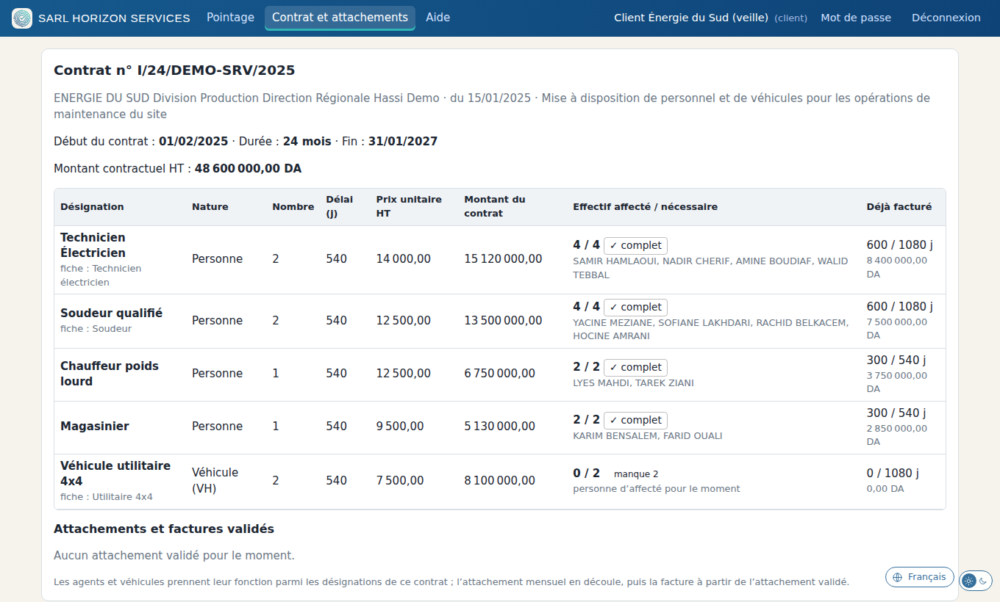 SARL HORIZON SERVICES Pointage Contrat et attachements Aide Client Énergie du Sud (veille) (client) Mot de passe Déconnexion
Contrat n° I/24/DEMO-SRV/2025
ENERGIE DU SUD Division Production Direction Régionale Hassi Demo · du 15/01/2025 · Mise à disposition de personnel et de véhicules pour les opérations de
maintenance du site
Début du contrat : 01/02/2025 · Durée : 24 mois · Fin : 31/01/2027
Montant contractuel HT : 48 600 000,00 DA
Désignation Nature Nombre Délai (J) Prix unitaire HT Montant du contrat Effectif affecté / nécessaire Déjà facturé
Technicien Électricien
fiche : Technicien électricien
Personne 2 540 14 000,00 15 120 000,00
4 / 4 ✓ complet
SAMIR HAMLAOUI, NADIR CHERIF, AMINE BOUDIAF, WALID
TEBBAL
600 / 1080 j
8 400 000,00
DA
Soudeur qualifié
fiche : Soudeur
Personne 2 540 12 500,00 13 500 000,00
4 / 4 ✓ complet
YACINE MEZIANE, SOFIANE LAKHDARI, RACHID BELKACEM,
HOCINE AMRANI
600 / 1080 j
7 500 000,00
DA
Chauffeur poids
lourd
Personne 1 540 12 500,00 6 750 000,00
2 / 2 ✓ complet
LYES MAHDI, TAREK ZIANI
300 / 540 j
3 750 000,00
DA
Magasinier
Personne 1 540 9 500,00 5 130 000,00
2 / 2 ✓ complet
KARIM BENSALEM, FARID OUALI
300 / 540 j
2 850 000,00
DA
Véhicule utilitaire
4x4
fiche : Utilitaire 4x4
Véhicule
(VH)
2 540 7 500,00 8 100 000,00
0 / 2 manque 2
personne d’affecté pour le moment
0 / 1080 j
0,00 DA
Attachements et factures validés
Aucun attachement validé pour le moment.
Les agents et véhicules prennent leur fonction parmi les désignations de ce contrat ; l’attachement mensuel en découle, puis la facture à partir de l’attachement validé.
Français